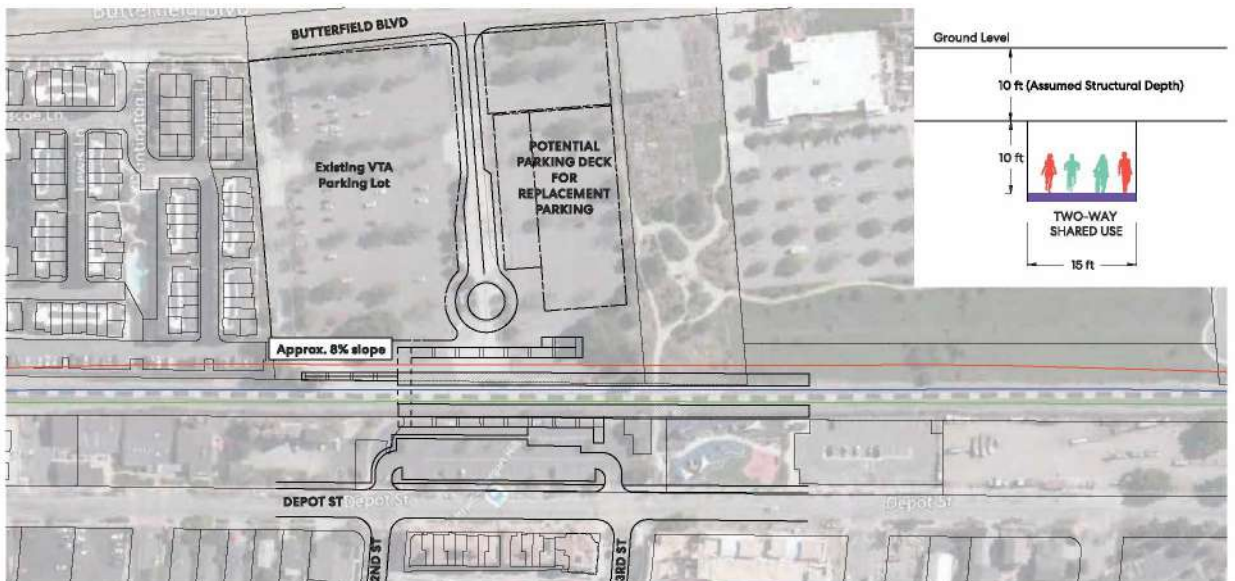 Butterfield Blvd
BUTTERFIELD BLVD
Existing VTA
Parking Lot
POTENTIAL
PARKING DECK
FOR
REPLACEMENT
PARKING
Approx. 8% slope
DEPOT ST
Depot St
Depot St
2ND ST
3RD ST
Ground Level
10 ft (Assumed Structural Depth)
10 ft
TWO-WAY
SHARED USE
15 ft